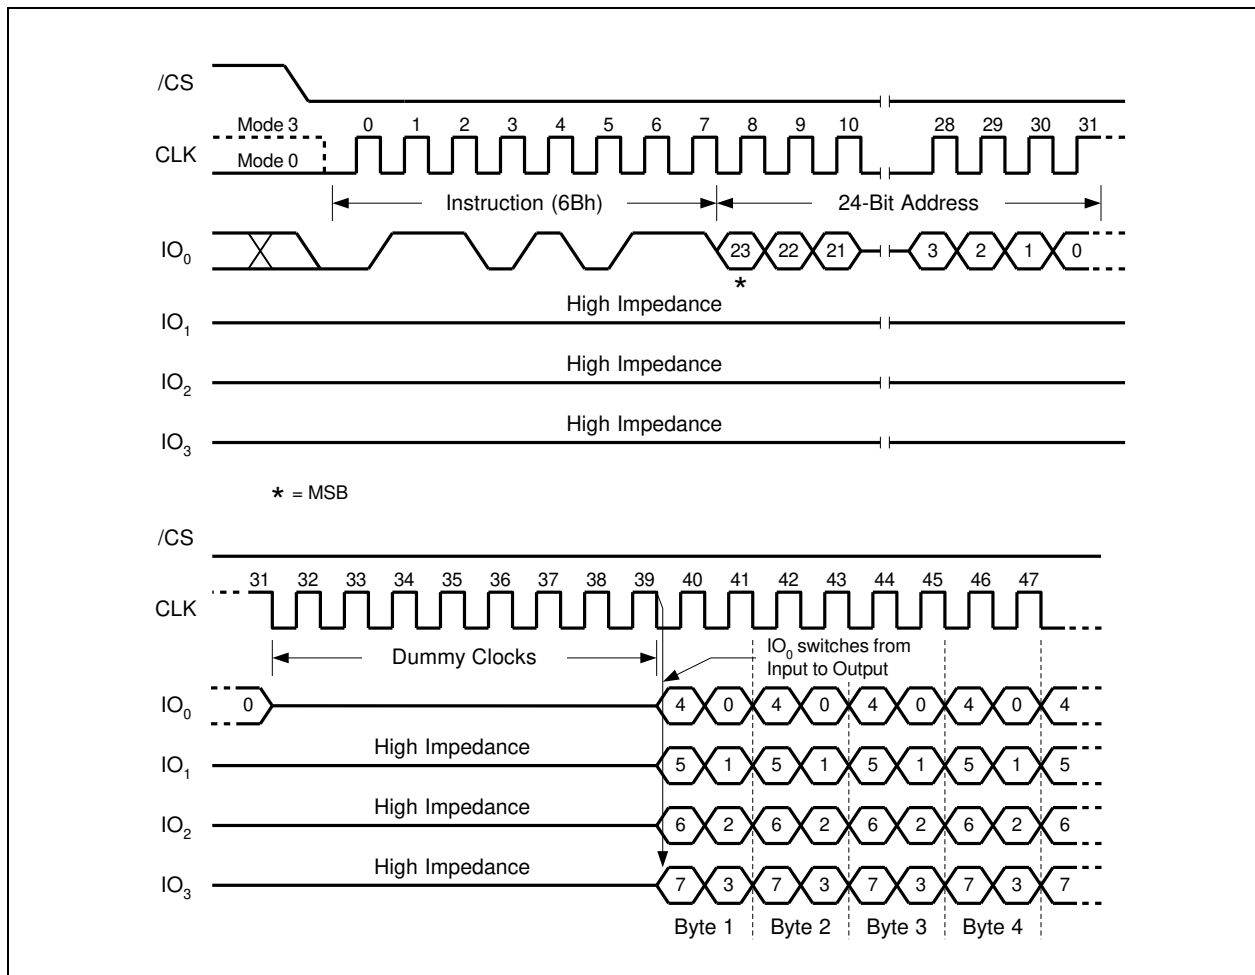 /CS
Mode 3 0 1 2 3 4 5 6 7 8 9 10 28 29 30 31
CLK
Mode 0
Instruction (6Bh) 24-Bit Address
IO0 23 22 21 3 2 1 0
*
High Impedance
IO1
High Impedance
IO2
High Impedance
IO3
* = MSB
/CS
31 32 33 34 35 36 37 38 39 40 41 42 43 44 45 46 47
CLK
Dummy Clocks
IO0 switches from
Input to Output
IO0 0 4 0 4 0 4 0 4 0 4
High Impedance
IO1 5 1 5 1 5 1 5 1 5
High Impedance
IO2 6 2 6 2 6 2 6 2 6
High Impedance
IO3 7 3 7 3 7 3 7 3 7
Byte 1 Byte 2 Byte 3 Byte 4